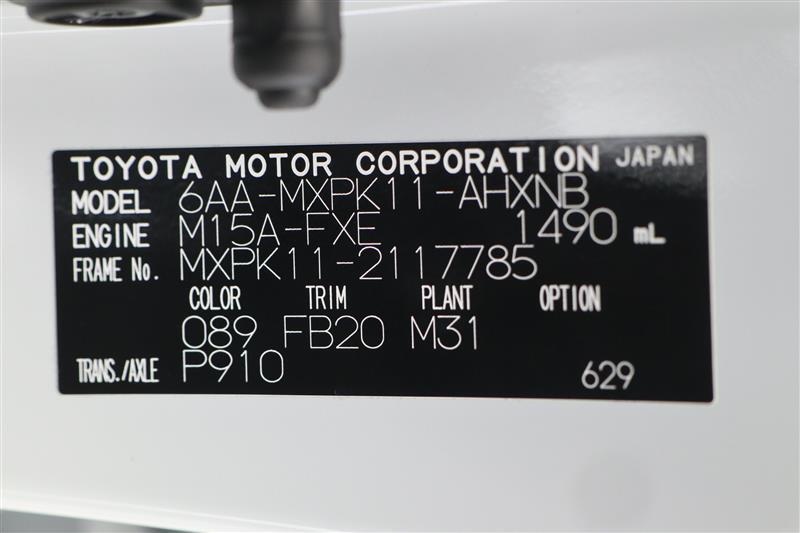 TOYOTA MOTOR CORPORATION JAPAN
MODEL 6AA-MXPK11-AHXNB
ENGINE M15A-FXE 1490 mL
FRAME No. MXPK11-2117785
COLOR TRIM PLANT OPTION
089 FB20 M31
TRANS./AXLE P910 629